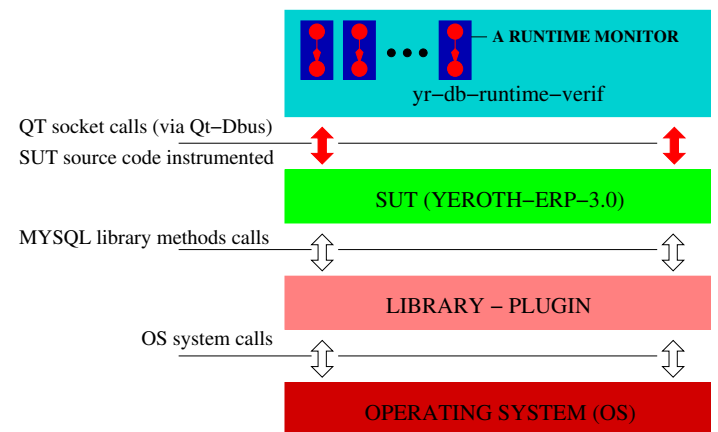 A RUNTIME MONITOR
yr−db−runtime−verif
QT socket calls (via Qt−Dbus)
SUT source code instrumented
SUT (YEROTH−ERP−3.0)
MYSQL library methods calls
LIBRARY − PLUGIN
OS system calls
OPERATING SYSTEM (OS)